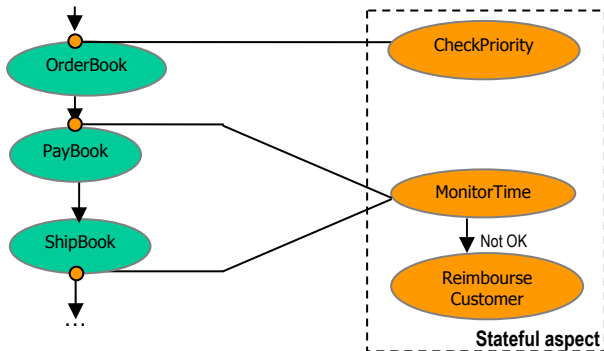 OrderBook
CheckPriority
PayBook
MonitorTime
ShipBook
Not OK
Reimbourse
Customer
...
Stateful aspect